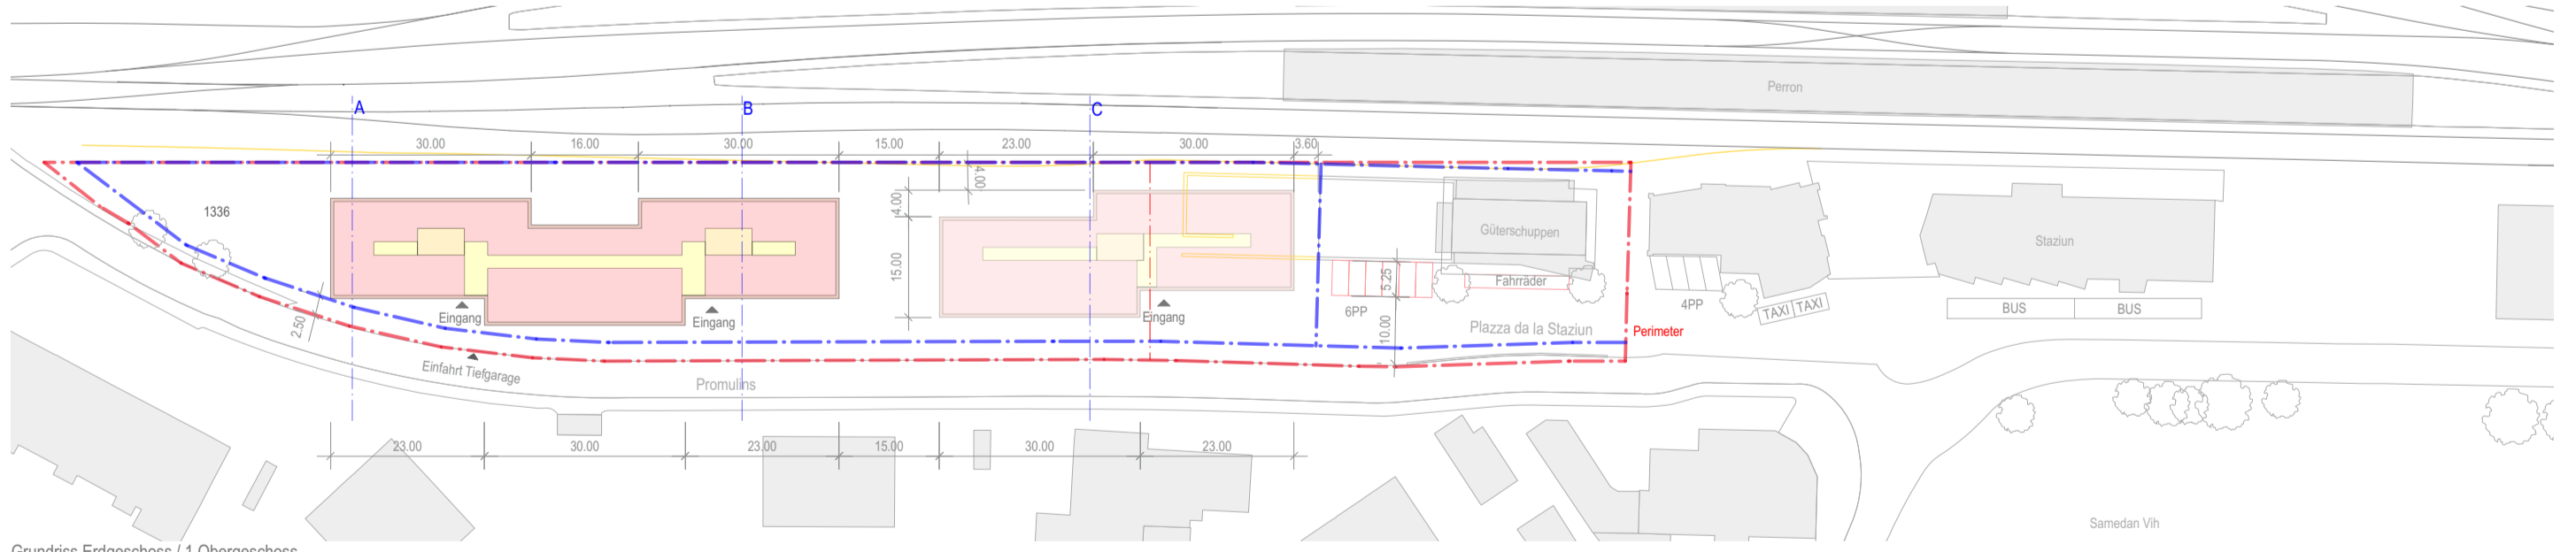 Perron
A
B
C
30.00
16.00
30.00
15.00
22.00
30.00
3.60
4.00
4.00
1336
Güterschuppen
Staziun
15.00
5.25
Fahrräder
2.50
Eingang
Eingang
Eingang
6PP
4PP
TAXI
TAXI
BUS
BUS
10.00
Plazza da la Staziun
Perimeter
Einfahrt Tiefgarage
Promulins
23.00
30.00
23.00
15.00
30.00
23.00
Samedan Vih
Grundriss Erdgeschoss / 1.Obergeschoss